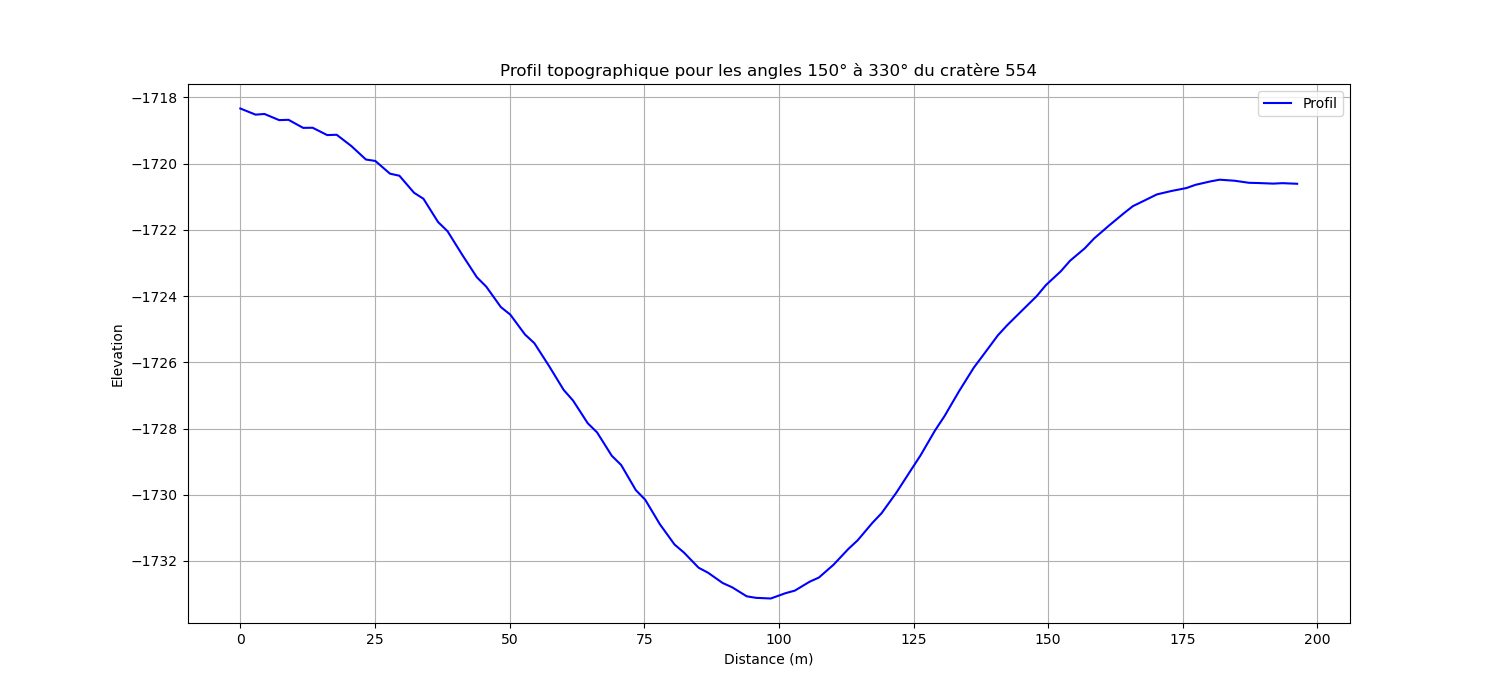 Profil topographique pour les angles 150° à 330° du cratère 554
Profil
−1718
−1720
−1722
−1724
−1726
−1728
−1730
−1732
Elevation
0 25 50 75 100 125 150 175 200
Distance (m)